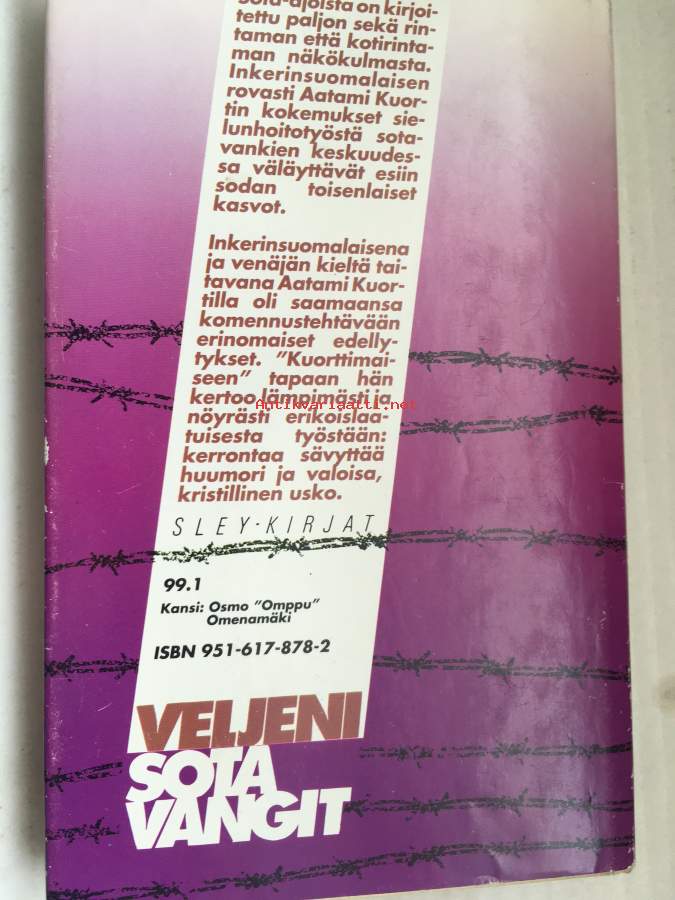 Sota-ajoista on kirjoi-
tettu paljon sekä rin-
taman että kotirinta-
man näkökulmasta.
Inkerinsuomalaisen
rovasti Aatami Kuor-
tin kokemukset sie-
lunhoitotyöstä sota-
vankien keskuudes-
sa väläyttävät esiin
sodan toisenlaiset
kasvot.
Inkerinsuomalaisena
ja venäjän kieltä tai-
tavana Aatami Kuor-
tilla oli saamaansa
komennustehtävään
erinomaiset edelly-
tykset. "Kuorttimai-
seen" tapaan hän
kertoo lämpimästi ja
Antikvariaatti.net
nöyrästi erikoislaa-
tuisesta työstään:
kerrontaa sävyttää
huumori ja valoisa,
kristillinen usko.
SLEY-KIRJAT
99.1
Kansi: Osmo "Omppu"
Omenamäki
ISBN 951-617-878-2
VELJENI
SOTA
VANGIT